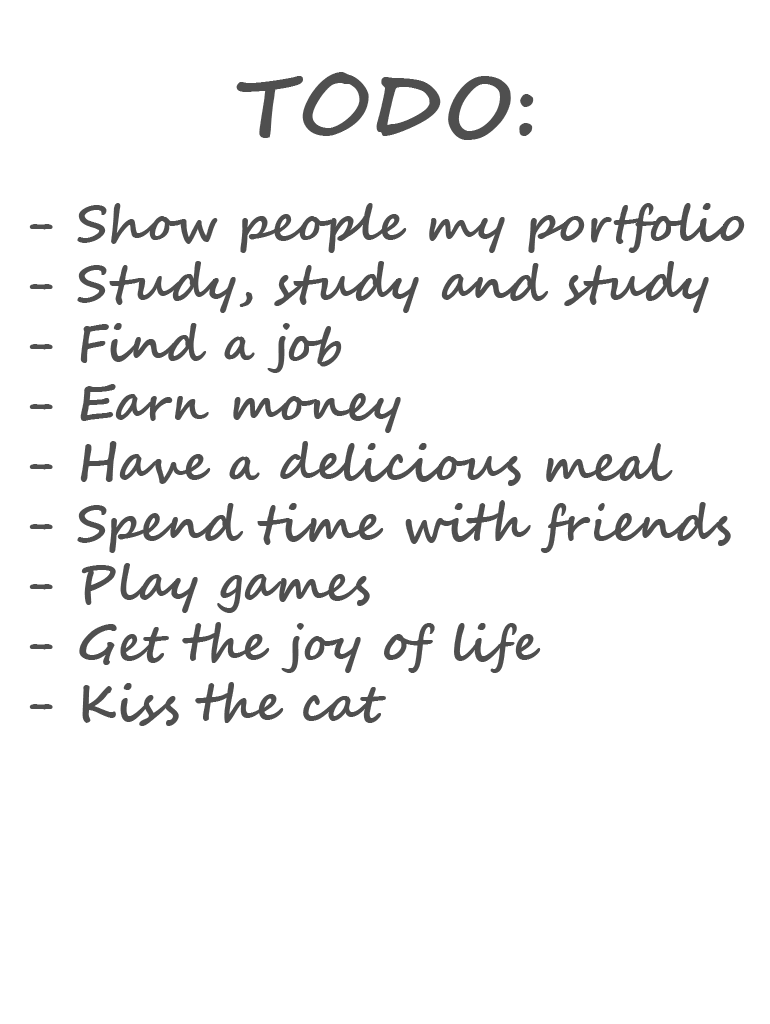 TODO:
- Show people my portfolio
- Study, study and study
- Find a job
- Earn money
- Have a delicious meal
- Spend time with friends
- Play games
- Get the joy of life
- Kiss the cat